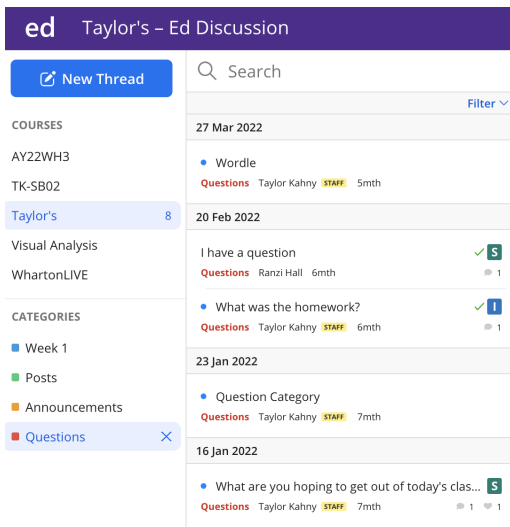 ed Taylor's – Ed Discussion
New Thread
COURSES
AY22WH3
TK-SB02
Taylor's 8
Visual Analysis
WhartonLIVE
CATEGORIES
Week 1
Posts
Announcements
Questions
Search
Filter
27 Mar 2022
Wordle
Questions Taylor Kahny STAFF 5mth
20 Feb 2022
I have a question S
Questions Ranzi Hall 6mth 1
What was the homework? I
Questions Taylor Kahny STAFF 6mth 1
23 Jan 2022
Question Category
Questions Taylor Kahny STAFF 7mth
16 Jan 2022
What are you hoping to get out of today's clas... S
Questions Taylor Kahny STAFF 7mth 1 1